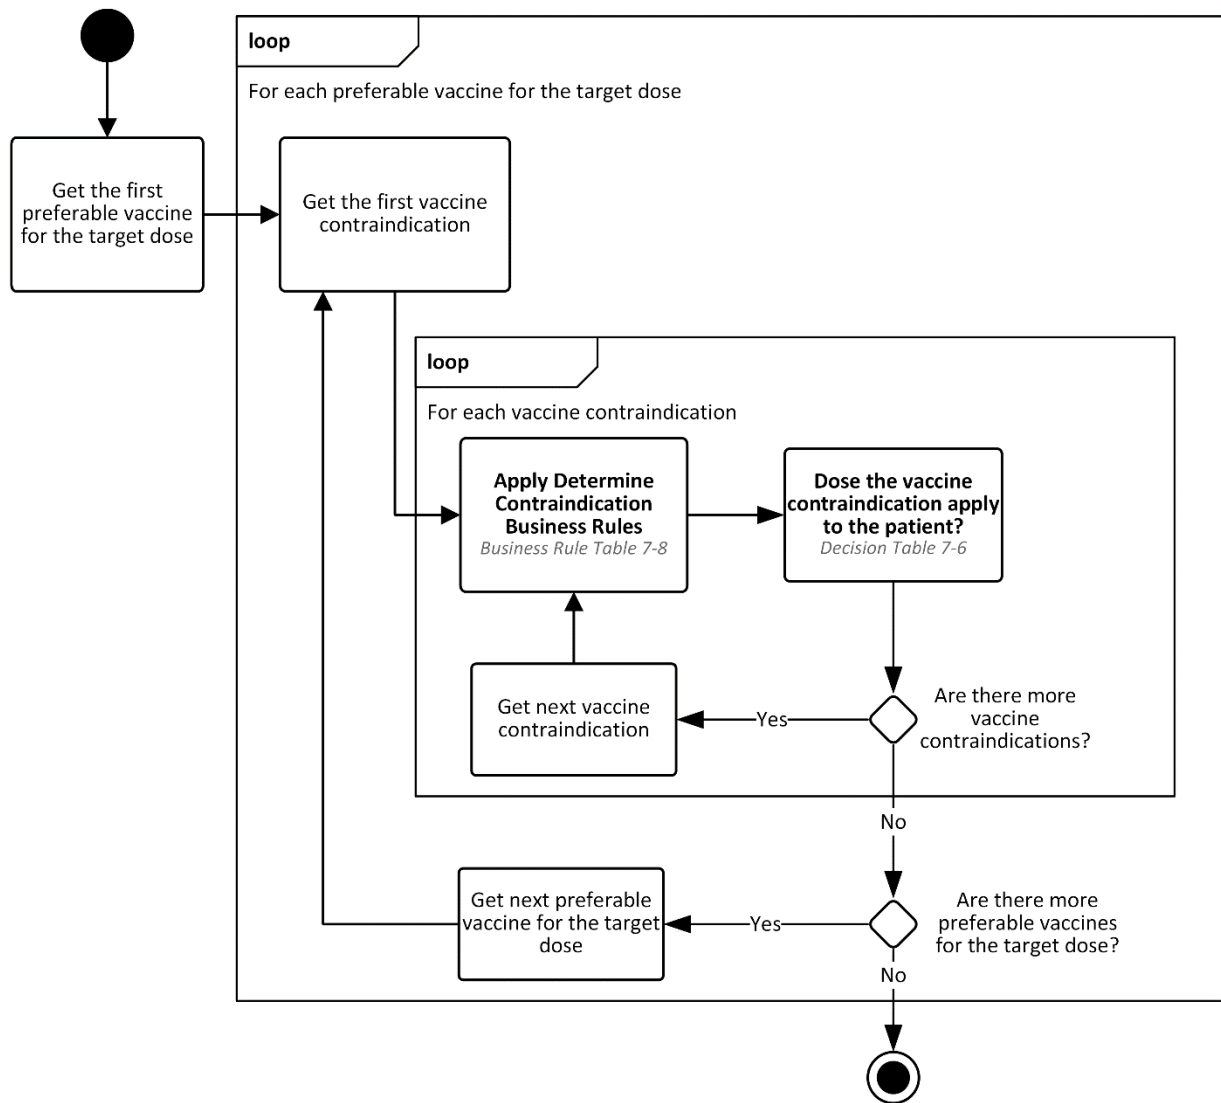 loop
For each preferable vaccine for the target dose
Get the first
preferable vaccine
for the target dose
Get the first vaccine
contraindication
loop
For each vaccine contraindication
Apply Determine
Contraindication
Business Rules
Business Rule Table 7-8
Dose the vaccine
contraindication apply
to the patient?
Decision Table 7-6
Get next vaccine
contraindication
Yes
Are there more
vaccine
contraindications?
No
Get next preferable
vaccine for the target
dose
Yes
Are there more
preferable vaccines
for the target dose?
No